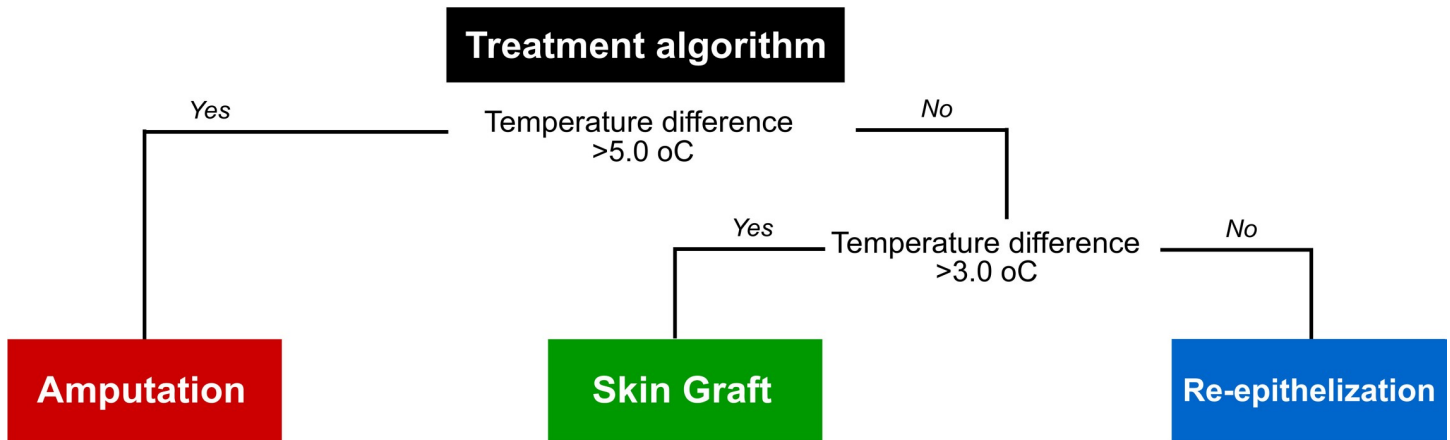 Treatment algorithm
Yes
Temperature difference
>5.0 oC
No
Yes
Temperature difference
>3.0 oC
No
Amputation
Skin Graft
Re-epithelization